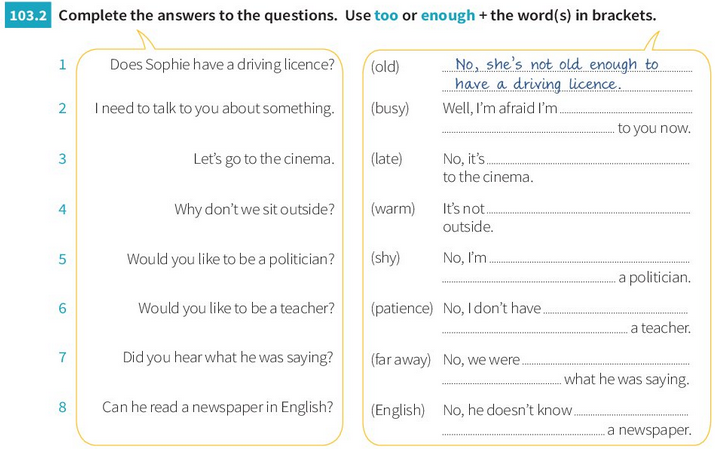 103.2 Complete the answers to the questions. Use too or enough + the word(s) in brackets.
1 Does Sophie have a driving licence? (old) No, she's not old enough to
have a driving licence.
2 I need to talk to you about something. (busy) Well, I'm afraid I'm
to you now.
3 Let's go to the cinema. (late) No, it's
to the cinema.
4 Why don't we sit outside? (warm) It's not
outside.
5 Would you like to be a politician? (shy) No, I'm
a politician.
6 Would you like to be a teacher? (patience) No, I don't have
a teacher.
7 Did you hear what he was saying? (far away) No, we were
what he was saying.
8 Can he read a newspaper in English? (English) No, he doesn't know
a newspaper.